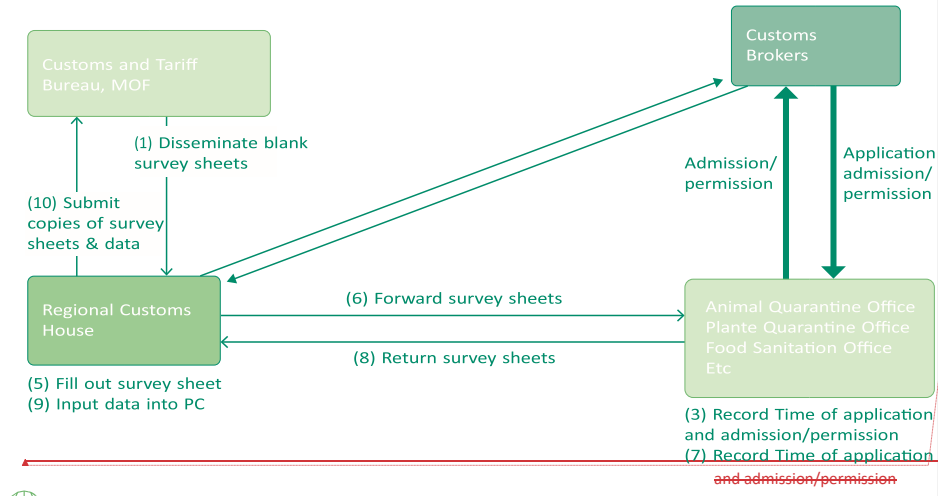 Customs
Brokers
Customs and Tariff
Bureau, MOF
(1) Disseminate blank
survey sheets
Admission/
permission
Application
admission/
permission
(10) Submit
copies of survey
sheets & data
Regional Customs
House
(6) Forward survey sheets
(8) Return survey sheets
Animal Quarantine Office
Plante Quarantine Office
Food Sanitation Office
Etc
(5) Fill out survey sheet
(9) Input data into PC
(3) Record Time of application
and admission/permission
(7) Record Time of application
and admission/permission